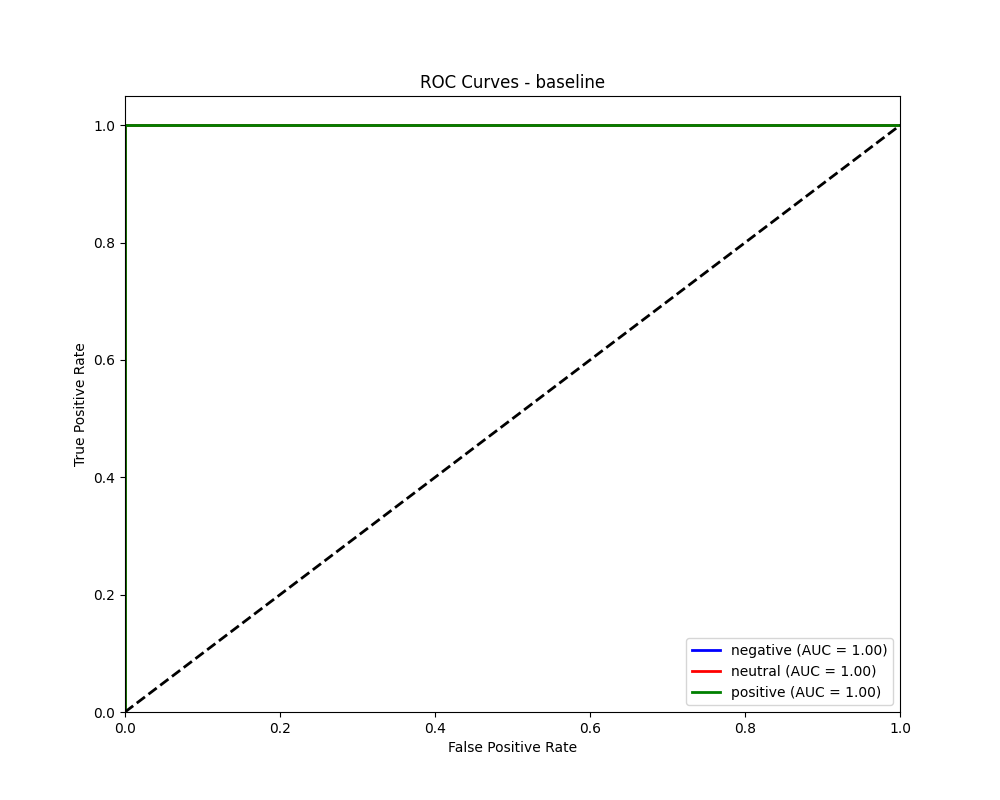 ROC Curves - baseline
True Positive Rate
1.0
0.8
0.6
0.4
0.2
0.0
0.0 0.2 0.4 0.6 0.8 1.0
False Positive Rate
negative (AUC = 1.00)
neutral (AUC = 1.00)
positive (AUC = 1.00)